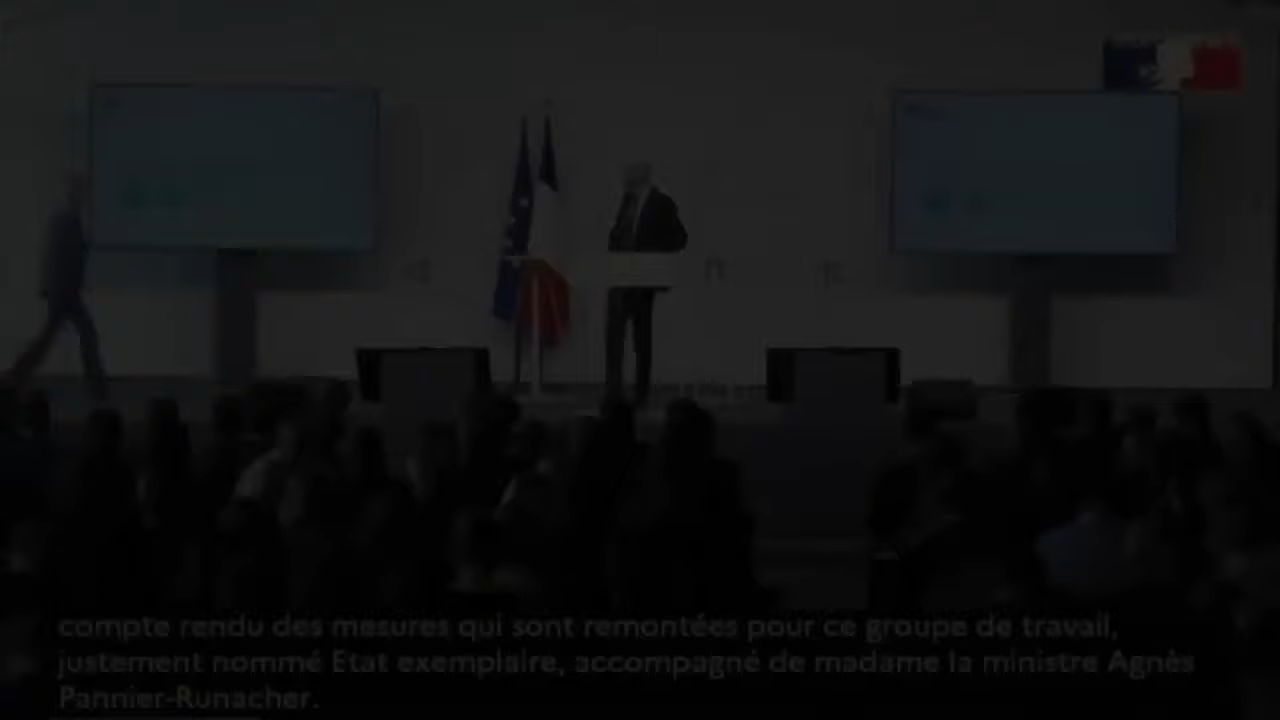 compte rendu des mesures qui sont remontées pour ce groupe de travail,
justement nommé Etat exemplaire, accompagné de madame la ministre Agnès
Pannier-Runacher.